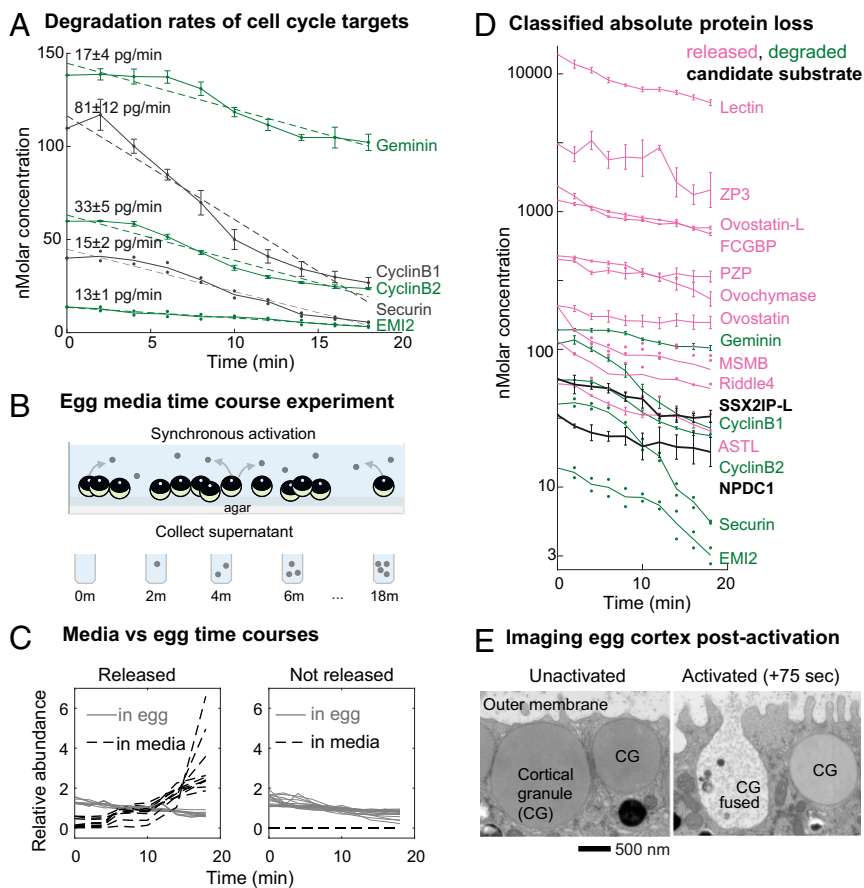 A Degradation rates of cell cycle targets
nMolar concentration
150
100
50
0
17±4 pg/min
81±12 pg/min
33±5 pg/min
15±2 pg/min
13±1 pg/min
Geminin
CyclinB1
CyclinB2
Securin
EMI2
0 5 10 15 20
Time (min)
B Egg media time course experiment
Synchronous activation
agar
Collect supernatant
0m 2m 4m 6m ... 18m
C Media vs egg time courses
Released
Not released
Relative abundance
6
4
2
0
in egg
in media
0 10 20
6
4
2
0
in egg
in media
0 10 20
Time (min)
D Classified absolute protein loss
released, degraded
candidate substrate
nMolar concentration
10000
1000
100
10
3
Lectin
ZP3
Ovostatin-L
FCGBP
PZP
Ovochymase
Ovostatin
Geminin
MSMB
Riddle4
SSX2IP-L
CyclinB1
ASTL
CyclinB2
NPDC1
Securin
EMI2
0 10 20
Time (min)
E Imaging egg cortex post-activation
Unactivated
Activated (+75 sec)
Outer membrane
Cortical
granule
(CG)
CG
CG
fused
CG
500 nm